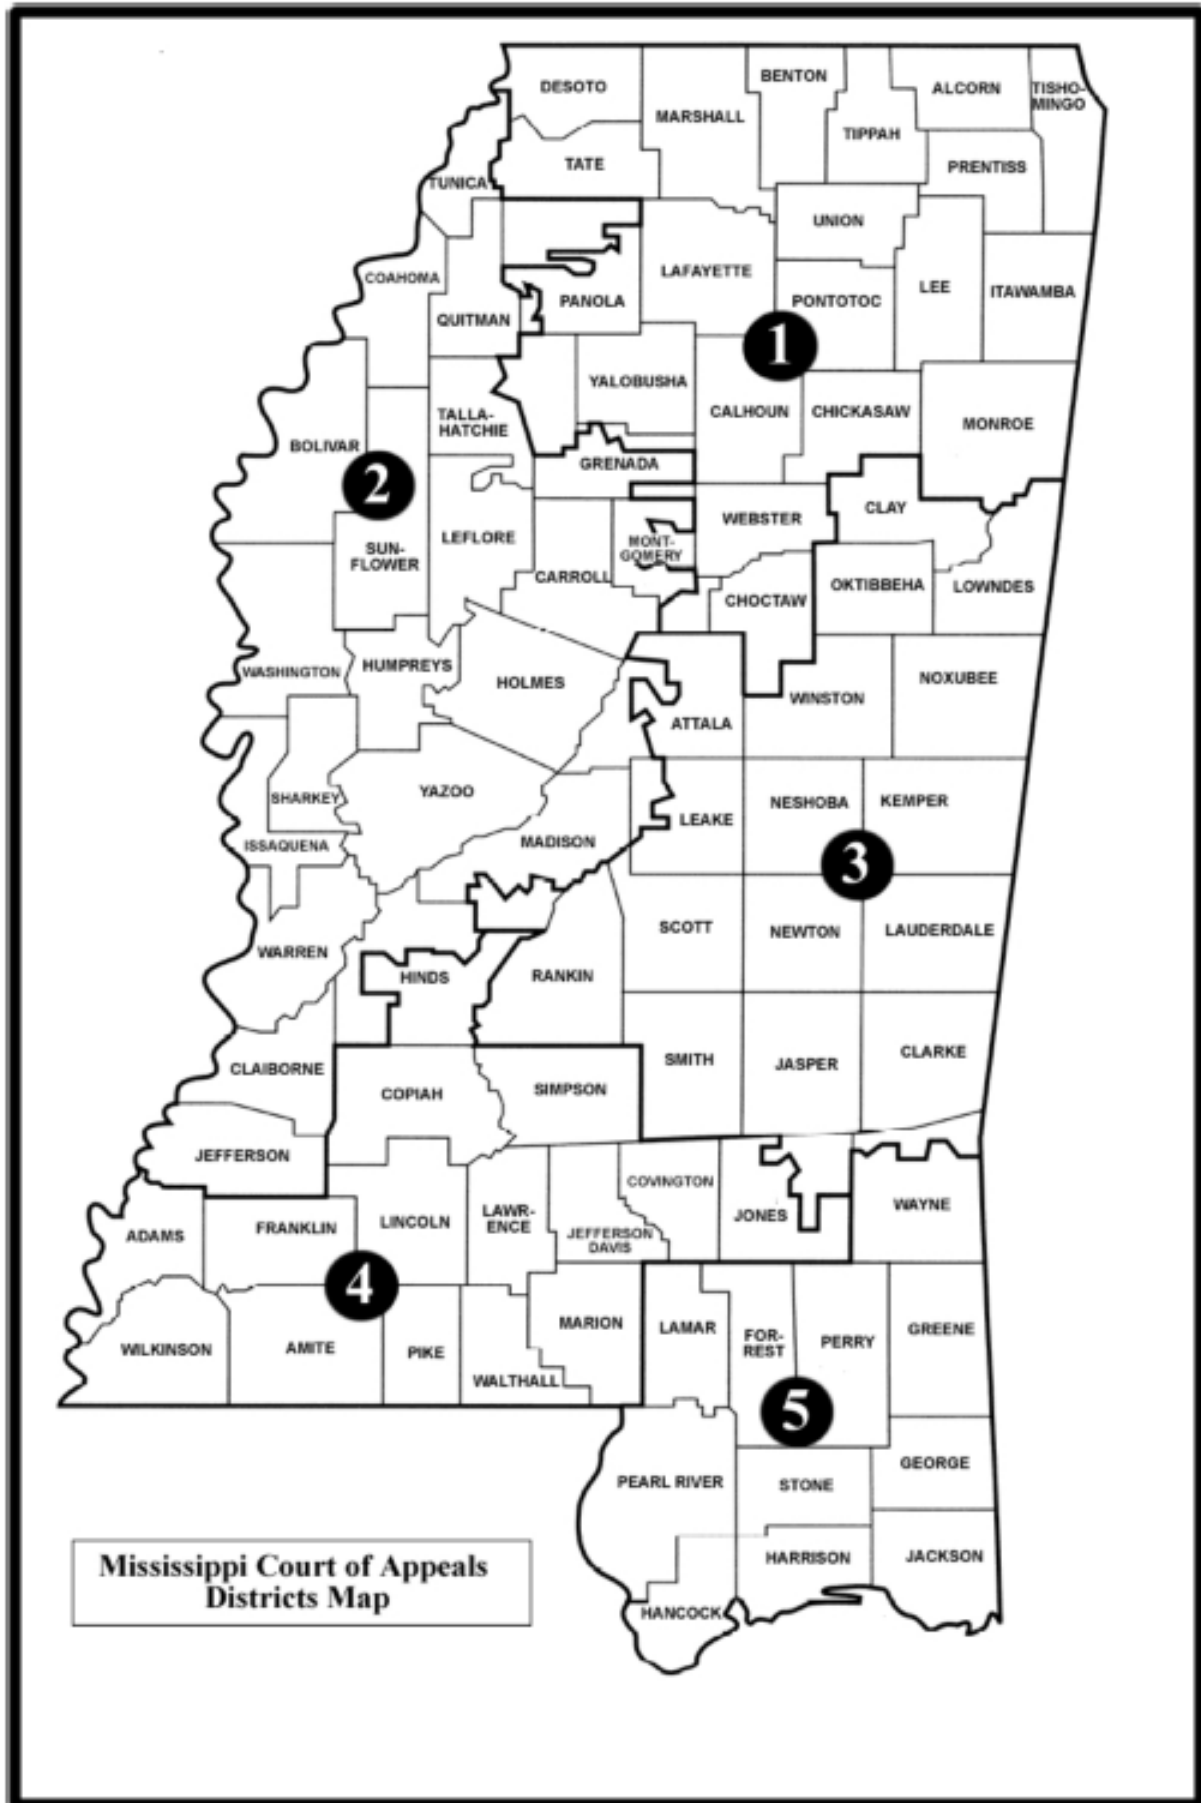 DESOTO
MARSHALL
BENTON
TIPPAH
ALCORN
TISHO-
MINGO
TATE
PRENTISS
TUNICA
UNION
COAHOMA
QUITMAN
PANOLA
LAFAYETTE
PONTOTOC
LEE
ITAWAMBA
1
YALOBUSHA
CALHOUN
CHICKASAW
MONROE
TALLA-
HATCHIE
BOLIVAR
2
GRENADA
WEBSTER
CLAY
SUN-
FLOWER
LEFLORE
CARROLL
MONT-
GOMERY
CHOCTAW
OKTIBBEHA
LOWNDES
WASHINGTON
HUMPREYS
HOLMES
ATTALA
WINSTON
NOXUBEE
SHARKEY
YAZOO
LEAKE
NESHOBA
KEMPER
ISSAQUENA
MADISON
3
WARREN
HINDS
RANKIN
SCOTT
NEWTON
LAUDERDALE
CLAIBORNE
COPIAH
SIMPSON
SMITH
JASPER
CLARKE
JEFFERSON
ADAMS
FRANKLIN
LINCOLN
LAWR-
ENCE
JEFFERSON
DAVIS
COVINGTON
JONES
WAYNE
4
WILKINSON
AMITE
PIKE
WALTHALL
MARION
LAMAR
FOR-
REST
PERRY
GREENE
5
PEARL RIVER
STONE
GEORGE
HARRISON
JACKSON
HANCOCK
Mississippi Court of Appeals
Districts Map